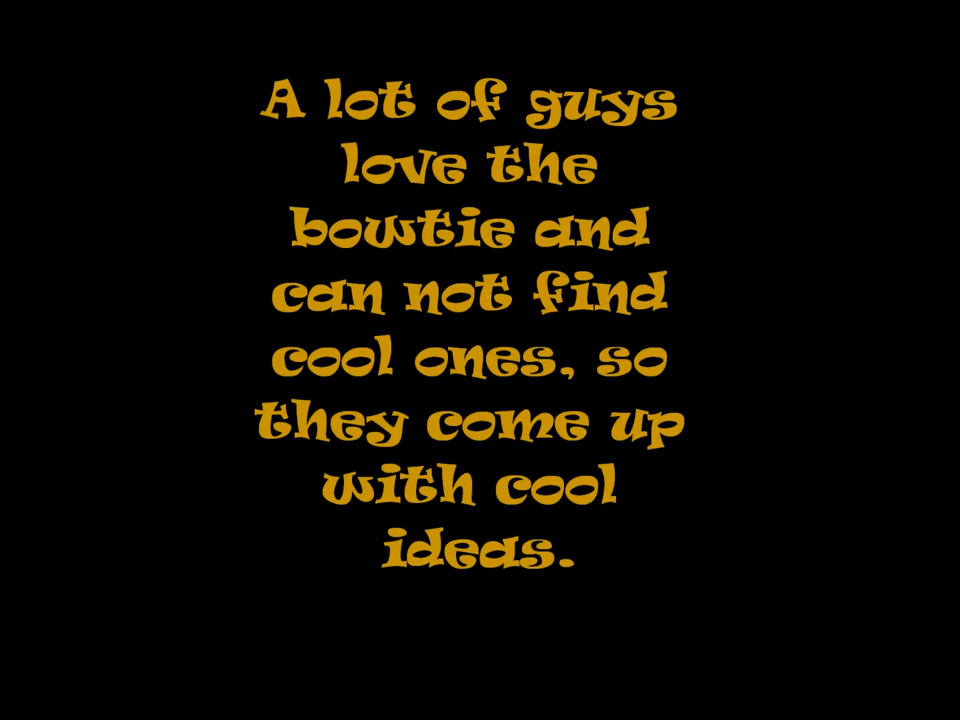 A lot of guys
love the
bowtie and
can not find
cool ones, so
they come up
with cool
ideas.